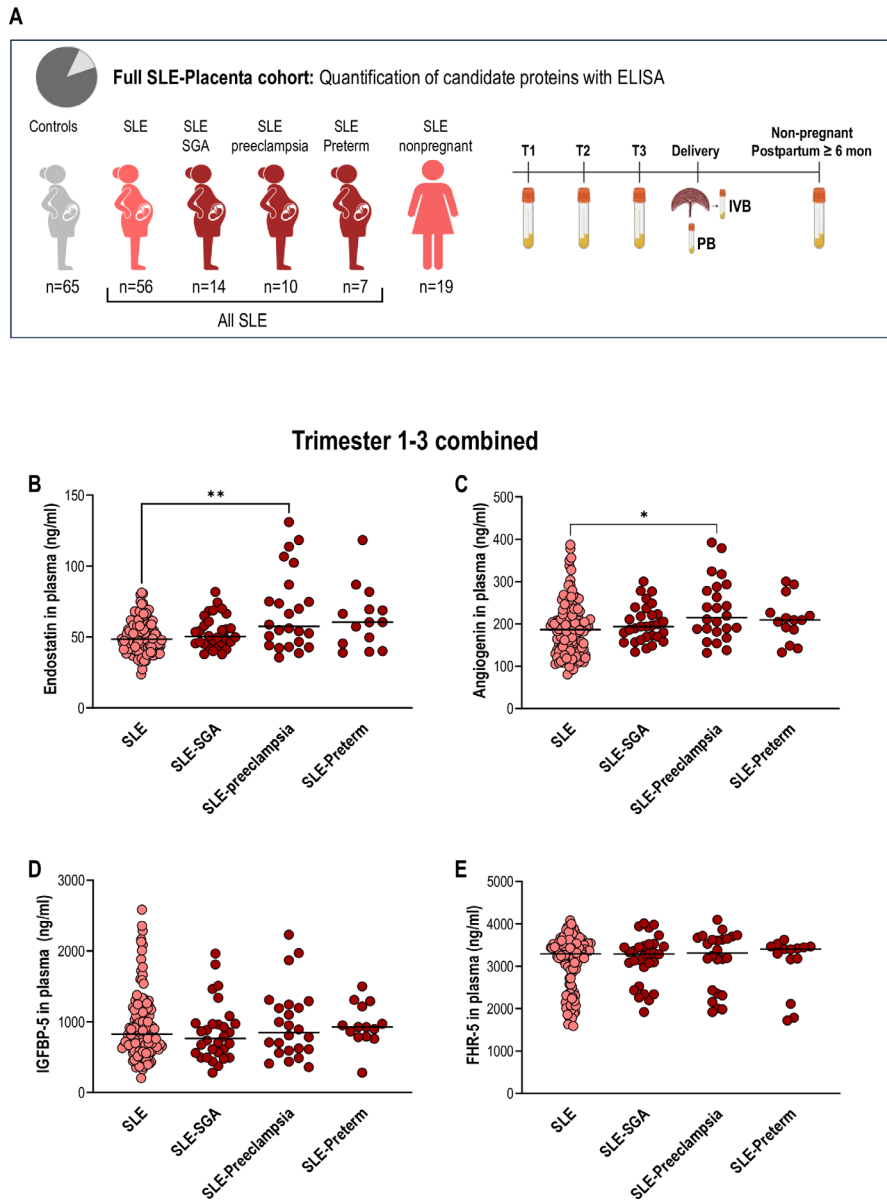 A
Full SLE-Placenta cohort: Quantification of candidate proteins with ELISA
Controls
SLE
SLE SGA
SLE preeclampsia
SLE Preterm
SLE nonpregnant
n=65
n=56
n=14
n=10
n=7
n=19
All SLE
T1
T2
T3
Delivery
Non-pregnant
Postpartum ≥ 6 mon
IVB
PB
Trimester 1-3 combined
B
Endostatin in plasma (ng/ml)
150
100
50
0
**
SLE
SLE-SGA
SLE-preeclampsia
SLE-Preterm
C
Angiogenin in plasma (ng/ml)
500
400
300
200
100
0
*
SLE
SLE-SGA
SLE-Preeclampsia
SLE-Preterm
D
IGFBP-5 in plasma (ng/ml)
3000
2000
1000
0
SLE
SLE-SGA
SLE-Preeclampsia
SLE-Preterm
E
FHR-5 in plasma (ng/ml)
5000
4000
3000
2000
1000
0
SLE
SLE-SGA
SLE-Preeclampsia
SLE-Preterm